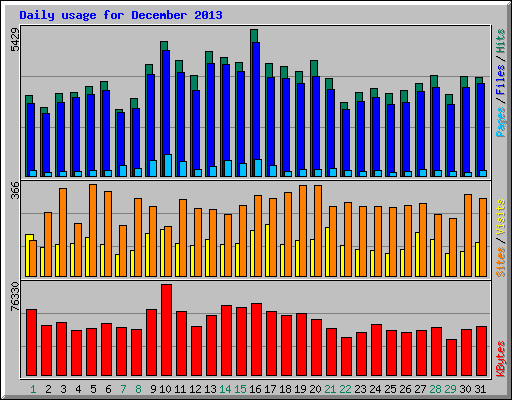 Daily usage for December 2013
5429
Pages / Files / Hits
366
Sites / Visits
76330
KBytes
1 2 3 4 5 6 7 8 9 10 11 12 13 14 15 16 17 18 19 20 21 22 23 24 25 26 27 28 29 30 31